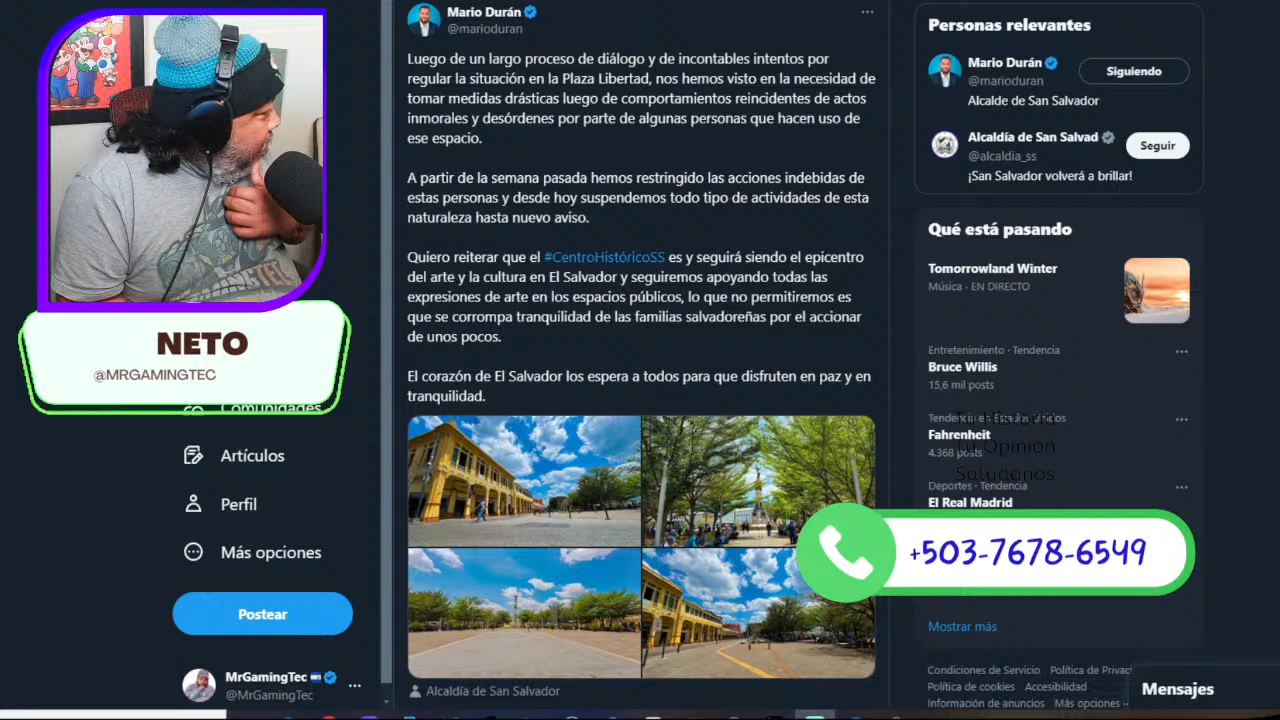 NETO
@MRGAMINGTEC
Comunidades
Artículos
Perfil
Más opciones
Postear
MrGamingTec
@MrGamingTec
Mario Durán
@marioduran
Luego de un largo proceso de diálogo y de incontables intentos por
regular la situación en la Plaza Libertad, nos hemos visto en la necesidad de
tomar medidas drásticas luego de comportamientos reincidentes de actos
inmorales y desórdenes por parte de algunas personas que hacen uso de
ese espacio.
A partir de la semana pasada hemos restringido las acciones indebidas de
estas personas y desde hoy suspendemos todo tipo de actividades de esta
naturaleza hasta nuevo aviso.
Quiero reiterar que el #CentroHistóricoSS es y seguirá siendo el epicentro
del arte y la cultura en El Salvador y seguiremos apoyando todas las
expresiones de arte en los espacios públicos, lo que no permitiremos es
que se corrompa tranquilidad de las familias salvadoreñas por el accionar
de unos pocos.
El corazón de El Salvador los espera a todos para que disfruten en paz y en
tranquilidad.
Alcaldía de San Salvador
Personas relevantes
Mario Durán
@marioduran
Siguiendo
Alcalde de San Salvador
Alcaldía de San Salvad
@alcaldia_ss
Seguir
¡San Salvador volverá a brillar!
Qué está pasando
Tomorrowland Winter
Música · EN DIRECTO
Entretenimiento · Tendencia
Bruce Willis
15,6 mil posts
Tendencia en Estados Unidos
Fahrenheit
4.368 posts
Tu Opinion
Saludanos
Deportes · Tendencia
El Real Madrid
+503-7678-6549
Mostrar más
Condiciones de Servicio Política de Privac
Política de cookies Accesibilidad
Información de anuncios Más opciones ··
Mensajes